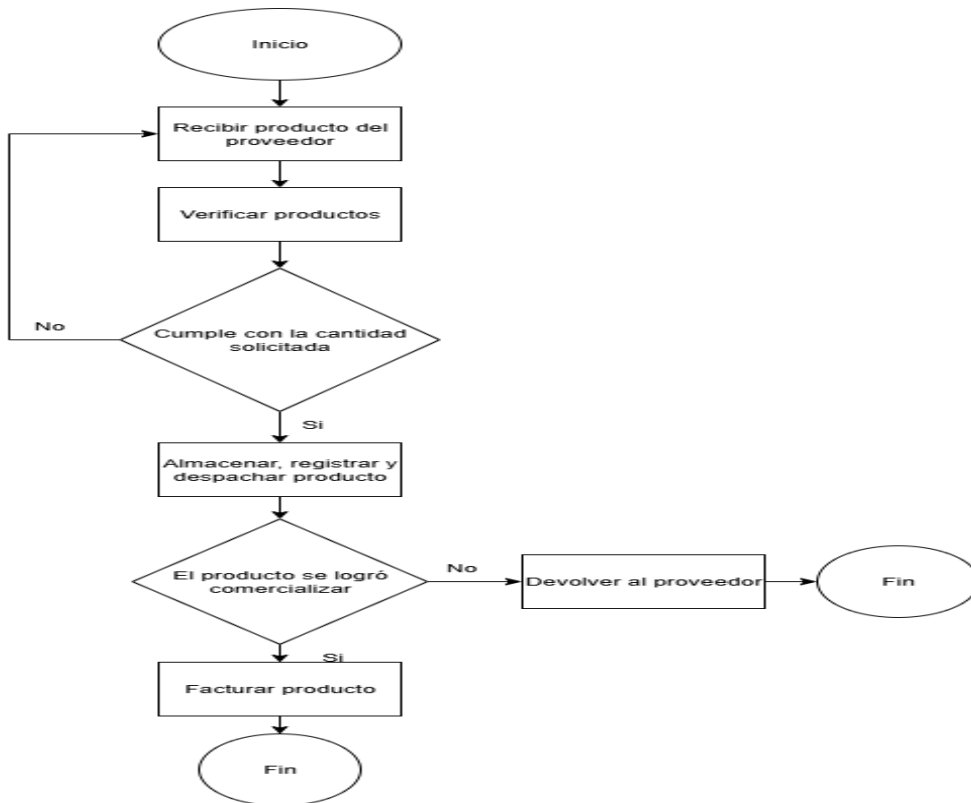 Inicio
Recibir producto del
proveedor
Verificar productos
No
Cumple con la cantidad
solicitada
Si
Almacenar, registrar y
despachar producto
El producto se logró
comercializar
No
Devolver al proveedor
Fin
Si
Facturar producto
Fin